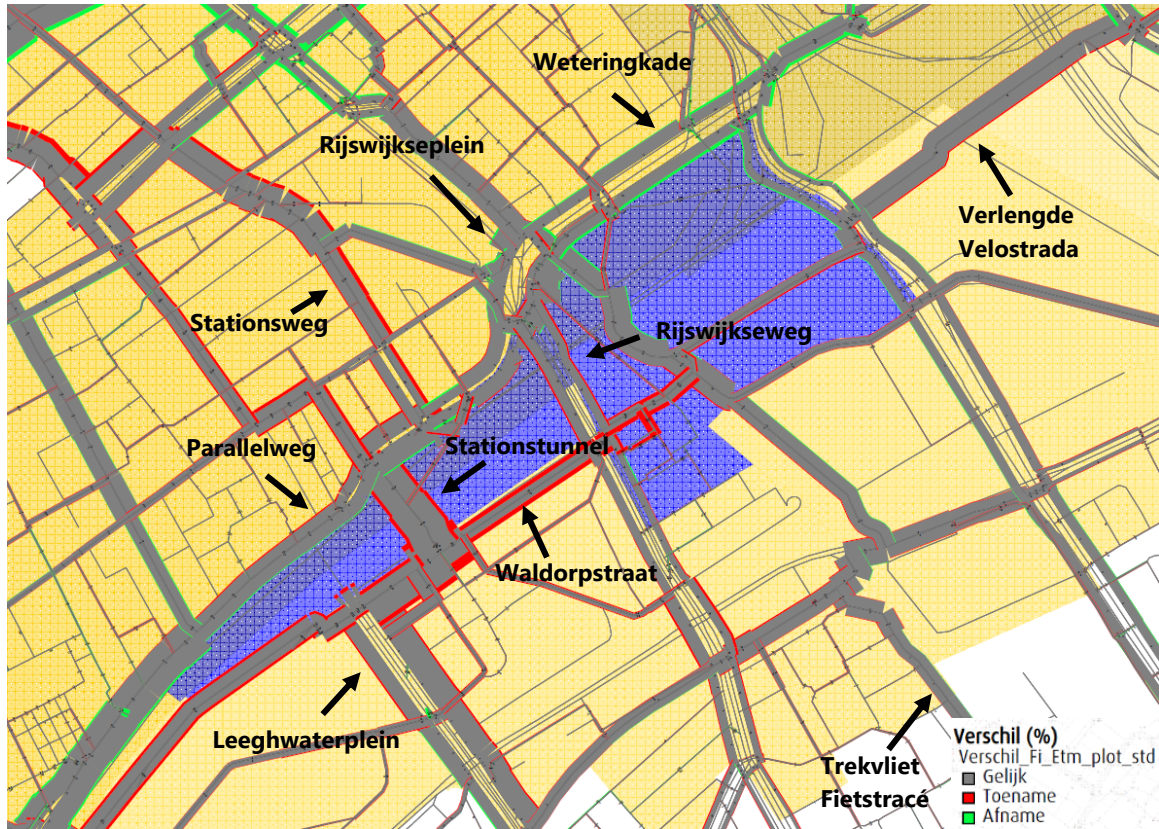 Weteringkade
Rijswijkseplein
Verlengde
Velostrada
Stationsweg
Rijswijkseweg
Parallelweg
Stationstunnel
Waldorpstraat
Leeghwaterplein
Trekvliet
Fietstracé
Verschil (%)
Verschil_Fi_Etm_plot_std
Gelijk
Toename
Afname